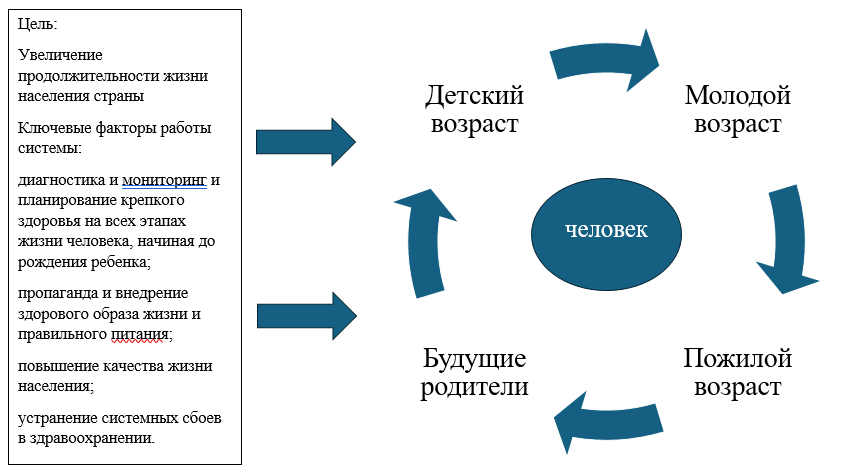 Цель:
Увеличение
продолжительности жизни
населения страны
Ключевые факторы работы
системы:
диагностика и мониторинг и
планирование крепкого
здоровья на всех этапах
жизни человека, начиная до
рождения ребенка;
пропаганда и внедрение
здорового образа жизни и
правильного питания;
повышение качества жизни
населения;
устранение системных сбоев
в здравоохранении.
Детский
возраст
Молодой
возраст
человек
Будущие
родители
Пожилой
возраст